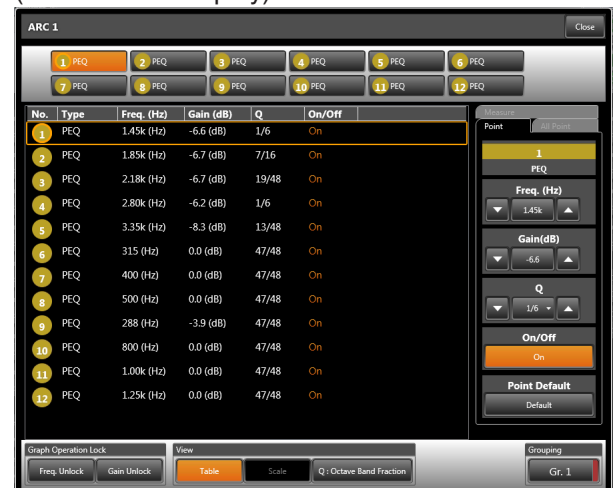 ARC 1 Close
1 PEQ 2 PEQ 3 PEQ 4 PEQ 5 PEQ 6 PEQ
7 PEQ 8 PEQ 9 PEQ 10 PEQ 11 PEQ 12 PEQ
No. Type Freq. (Hz) Gain (dB) Q On/Off
1 PEQ 1.45k (Hz) -6.6 (dB) 1/6 On
2 PEQ 1.85k (Hz) -6.7 (dB) 7/16 On
3 PEQ 2.18k (Hz) -6.7 (dB) 19/48 On
4 PEQ 2.80k (Hz) -6.2 (dB) 1/6 On
5 PEQ 3.35k (Hz) -8.3 (dB) 13/48 On
6 PEQ 315 (Hz) 0.0 (dB) 47/48 On
7 PEQ 400 (Hz) 0.0 (dB) 47/48 On
8 PEQ 500 (Hz) 0.0 (dB) 47/48 On
9 PEQ 288 (Hz) -3.9 (dB) 47/48 On
10 PEQ 800 (Hz) 0.0 (dB) 47/48 On
11 PEQ 1.00k (Hz) 0.0 (dB) 47/48 On
12 PEQ 1.25k (Hz) 0.0 (dB) 47/48 On
Measure
Point All Point
1
PEQ
Freq. (Hz)
1.45k
Gain(dB)
-6.6
Q
1/6
On/Off
On
Point Default
Default
Graph Operation Lock View Grouping
Freq. Unlock Gain Unlock Table Scale Q : Octave Band Fraction Gr. 1